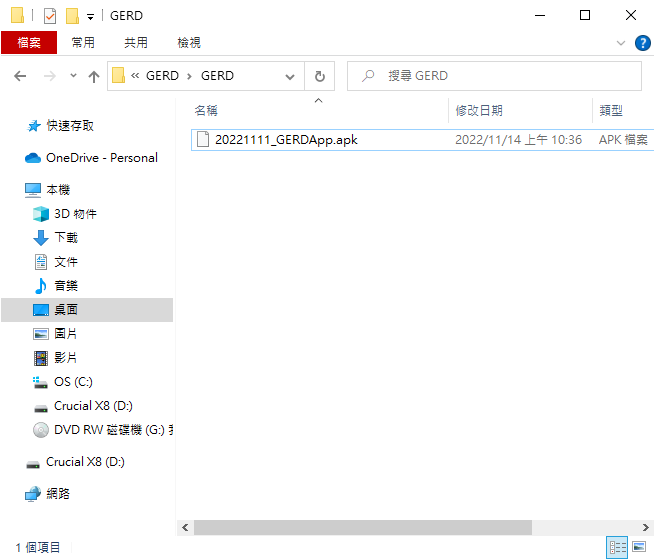 GERD
檔案 常用 共用 檢視
« GERD › GERD 搜尋 GERD
名稱 修改日期 類型
20221111_GERDApp.apk 2022/11/14 上午 10:36 APK 檔案
快速存取
OneDrive - Personal
本機
3D 物件
下載
文件
音樂
桌面
圖片
影片
OS (C:)
Crucial X8 (D:)
DVD RW 磁碟機 (G:)
Crucial X8 (D:)
網路
1 個項目